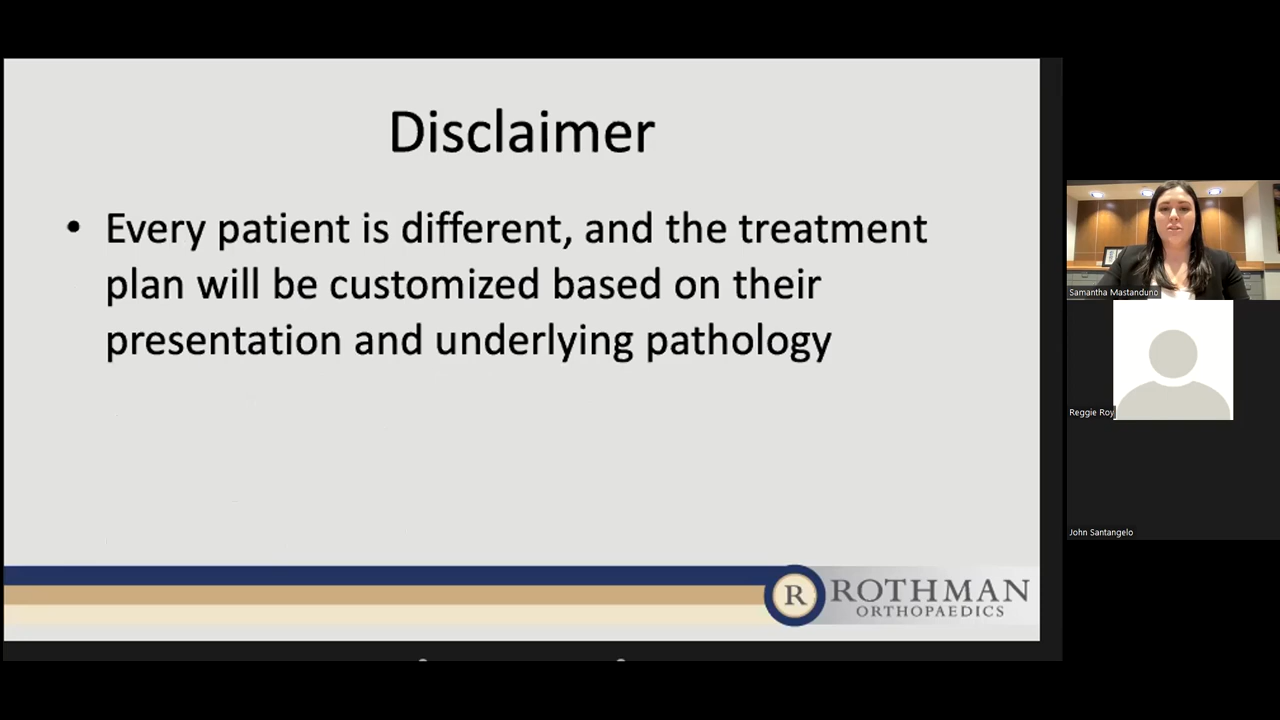 Disclaimer
• Every patient is different, and the treatment
plan will be customized based on their
presentation and underlying pathology
R ROTHMAN
ORTHOPAEDICS
Samantha Mastanduno
Reggie Roy
John Santangelo